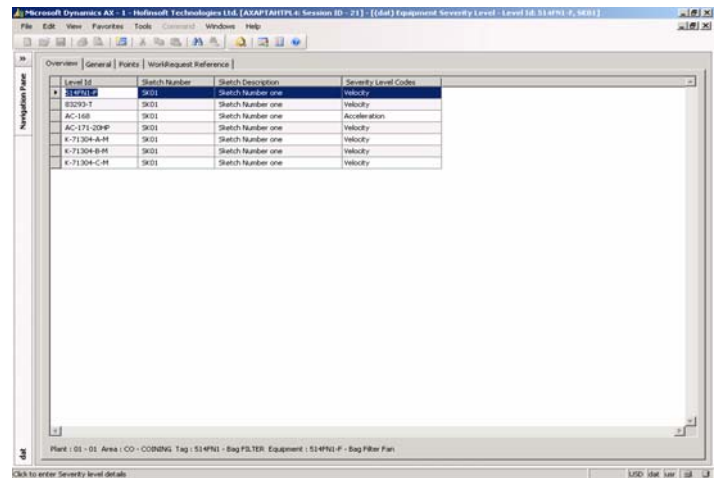 Microsoft Dynamics AX - 1 - Hofinsoft Technologies Ltd. [AXAPTAHTPL4: Session ID - 21] - [(dat) Equipment Severity Level - Level Id: 514FN1-F, SK01]
File Edit View Favorites Tools Command Windows Help
Navigation Pane
Overview General Points WorkRequest Reference
Level Id Sketch Number Sketch Description Severity Level Codes
514FN1-F SK01 Sketch Number one Velocity
83293-T SK01 Sketch Number one Velocity
AC-168 SK01 Sketch Number one Acceleration
AC-171-20HP SK01 Sketch Number one Velocity
K-71304-A-M SK01 Sketch Number one Velocity
K-71304-B-M SK01 Sketch Number one Velocity
K-71304-C-M SK01 Sketch Number one Velocity
dat
Plant : 01 - 01 Area : CO - COINING Tag : 514FN1 - Bag FILTER Equipment : 514FN1-F - Bag Filter Fan
Click to enter Severity level details
USD dat usr